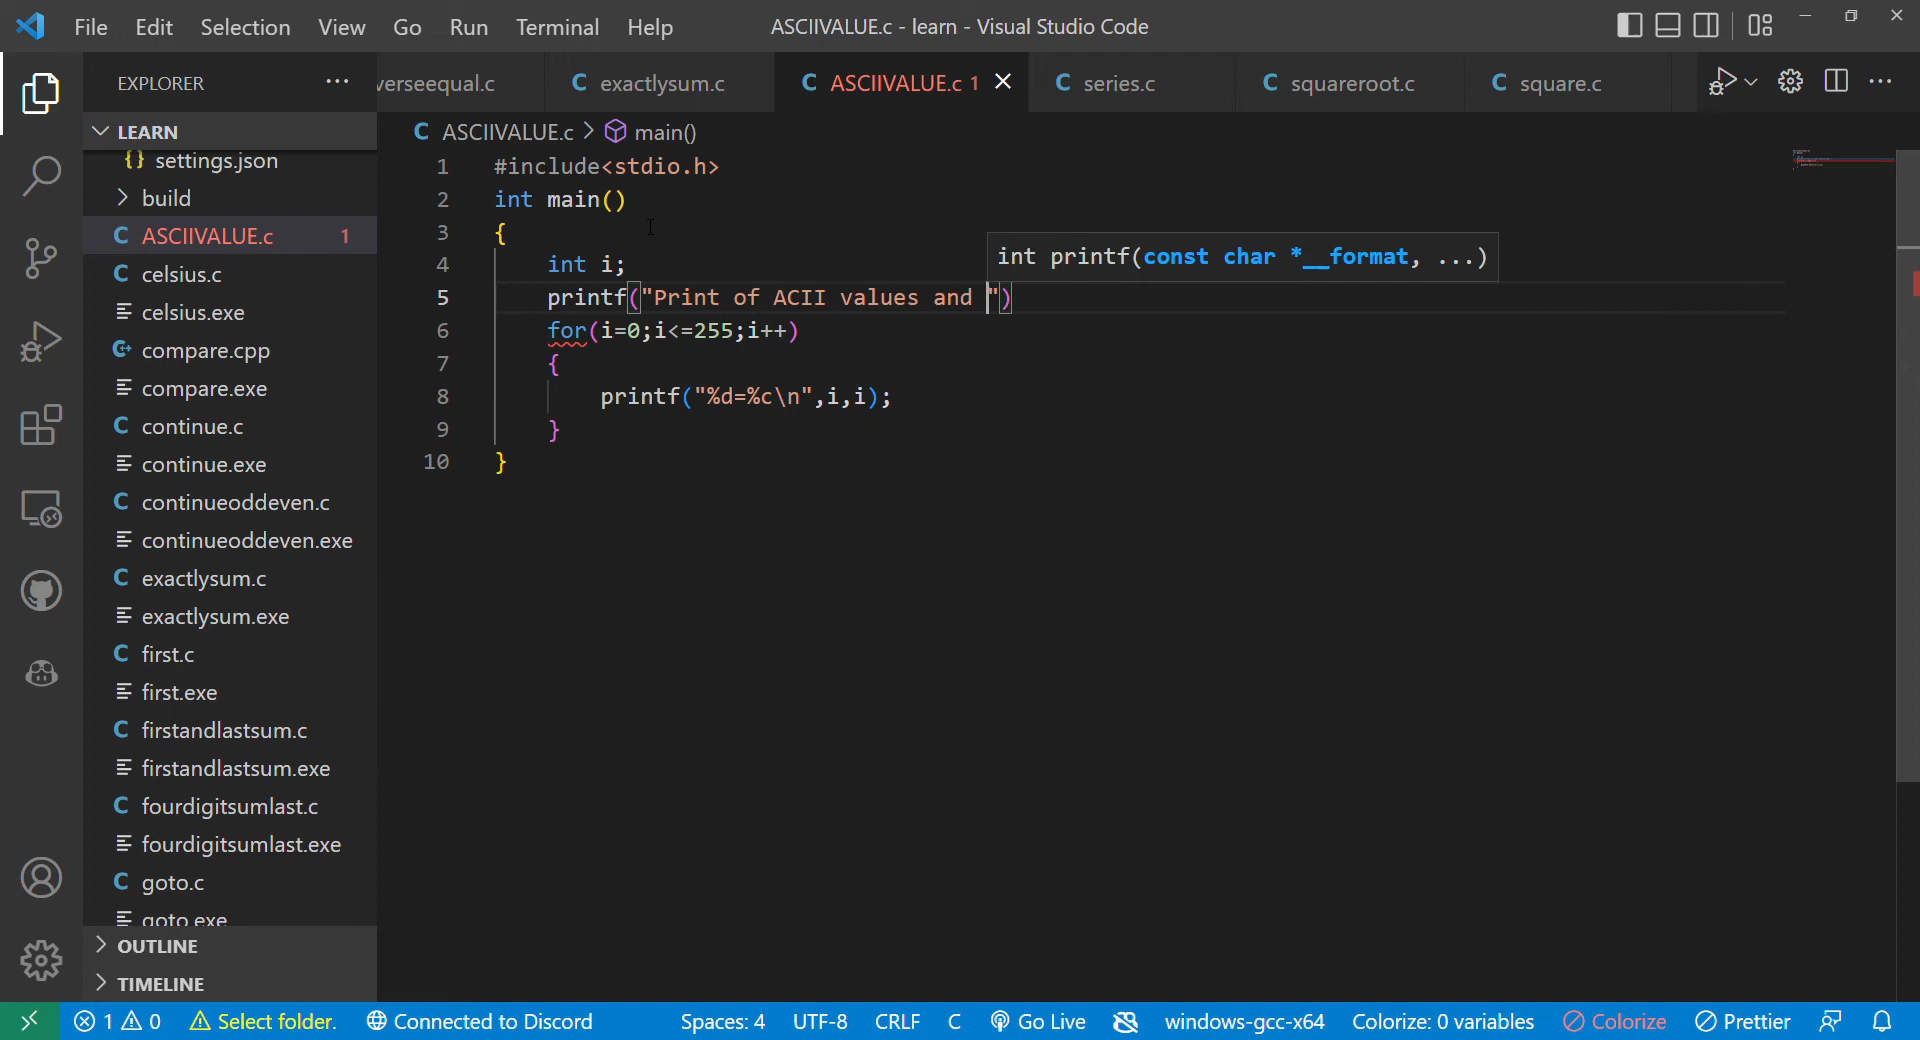 File Edit Selection View Go Run Terminal Help ASCIIVALUE.c - learn - Visual Studio Code
EXPLORER ··· verseequal.c C exactlysum.c C ASCIIVALUE.c 1 C series.c C squareroot.c C square.c ···
LEARN
C ASCIIVALUE.c > main()
{} settings.json
build
C ASCIIVALUE.c 1
C celsius.c
celsius.exe
C++ compare.cpp
compare.exe
C continue.c
continue.exe
C continueoddeven.c
continueoddeven.exe
C exactlysum.c
exactlysum.exe
C first.c
first.exe
C firstandlastsum.c
firstandlastsum.exe
C fourdigitsumlast.c
fourdigitsumlast.exe
C goto.c
goto.exe
OUTLINE
TIMELINE
1 #include<stdio.h>
2 int main()
3 {
4 int i;
int printf(const char *__format, ...)
5 printf("Print of ACII values and ")
6 for(i=0;i<=255;i++)
7 {
8 printf("%d=%c\n",i,i);
9 }
10 }
1 0 Select folder. Connected to Discord Spaces: 4 UTF-8 CRLF C Go Live windows-gcc-x64 Colorize: 0 variables Colorize Prettier